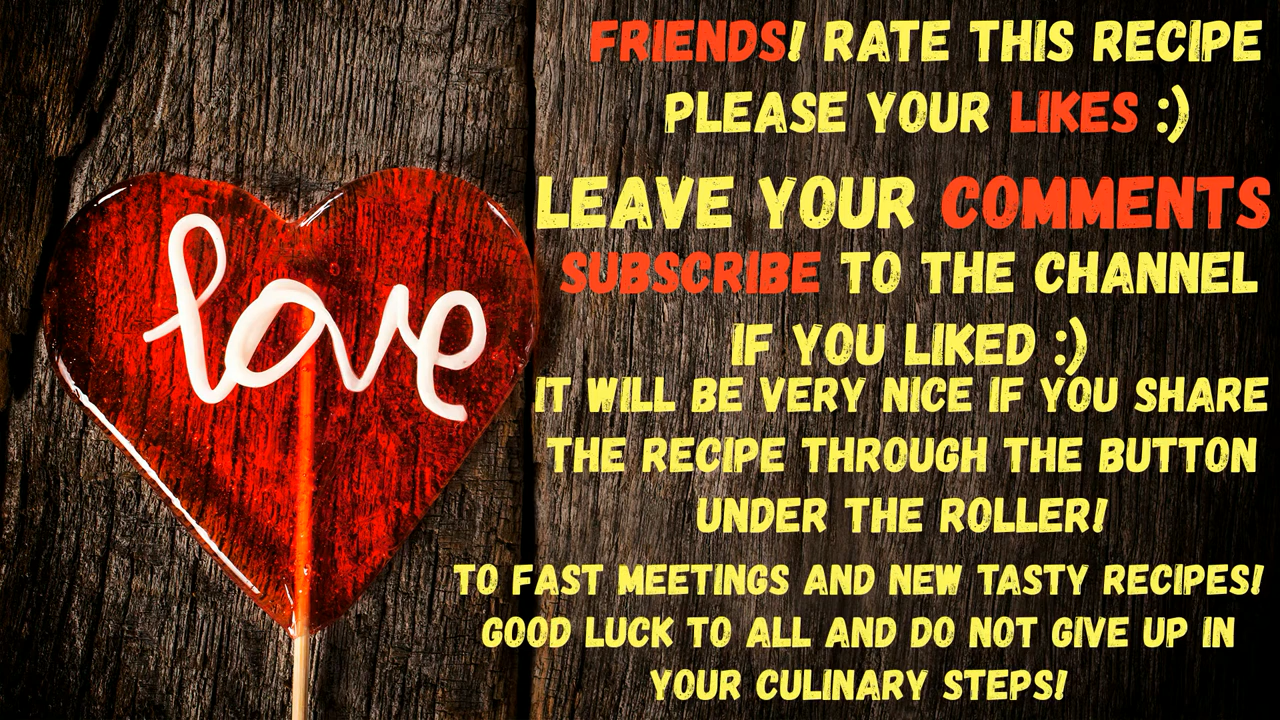 love
FRIENDS! RATE THIS RECIPE
PLEASE YOUR LIKES :)
LEAVE YOUR COMMENTS
SUBSCRIBE TO THE CHANNEL
IF YOU LIKED :)
IT WILL BE VERY NICE IF YOU SHARE
THE RECIPE THROUGH THE BUTTON
UNDER THE ROLLER!
TO FAST MEETINGS AND NEW TASTY RECIPES!
GOOD LUCK TO ALL AND DO NOT GIVE UP IN
YOUR CULINARY STEPS!